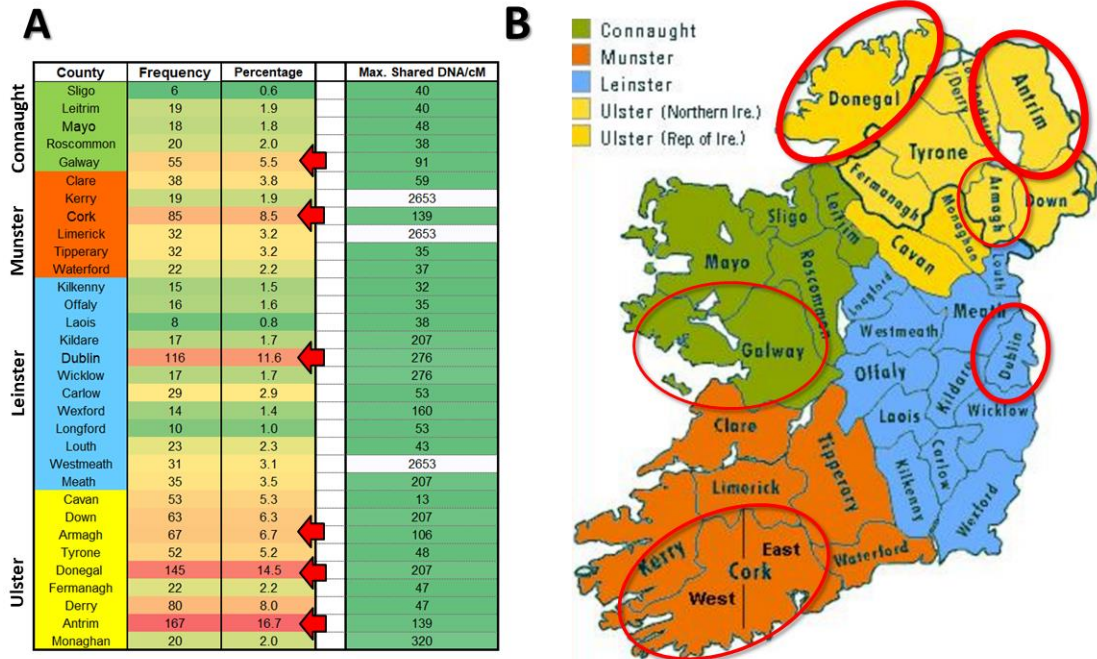 A
County Frequency Percentage Max. Shared DNA/cM
Connaught
Sligo 6 0.6 40
Leitrim 19 1.9 40
Mayo 18 1.8 48
Roscommon 20 2.0 38
Galway 55 5.5 91
Munster
Clare 38 3.8 59
Kerry 19 1.9 2653
Cork 85 8.5 139
Limerick 32 3.2 2653
Tipperary 32 3.2 35
Waterford 22 2.2 37
Leinster
Kilkenny 15 1.5 32
Offaly 16 1.6 35
Laois 8 0.8 38
Kildare 17 1.7 207
Dublin 116 11.6 276
Wicklow 17 1.7 276
Carlow 29 2.9 53
Wexford 14 1.4 160
Longford 10 1.0 53
Louth 23 2.3 43
Westmeath 31 3.1 2653
Meath 35 3.5 207
Ulster
Cavan 53 5.3 13
Down 63 6.3 207
Armagh 67 6.7 106
Tyrone 52 5.2 48
Donegal 145 14.5 207
Fermanagh 22 2.2 47
Derry 80 8.0 47
Antrim 167 16.7 139
Monaghan 20 2.0 320
B
Connaught
Munster
Leinster
Ulster (Northern Ire.)
Ulster (Rep. of Ire.)
Donegal
Derry
Antrim
Tyrone
Fermanagh
Armagh
Down
Monaghan
Sligo
Leitrim
Cavan
Mayo
Roscommon
Louth
Longford
Meath
Westmeath
Galway
Dublin
Offaly
Kildare
Laois
Wicklow
Clare
Carlow
Tipperary
Kilkenny
Limerick
Wexford
Kerry
East
Waterford
Cork
West